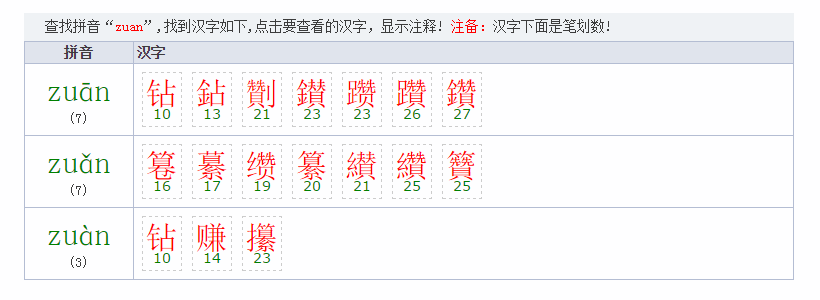 查找拼音“zuan”,找到汉字如下,点击要查看的汉字，显示注释! 注备：汉字下面是笔划数!
拼音 汉字
zuān 钻 鉆 劗 鑚 躜 躦 鑽
(7) 10 13 21 23 23 26 27
zuǎn 篹 䌣 缵 纂 繤 纘 籫
(7) 16 17 19 20 21 25 25
zuàn 钻 赚 攥
(3) 10 14 23